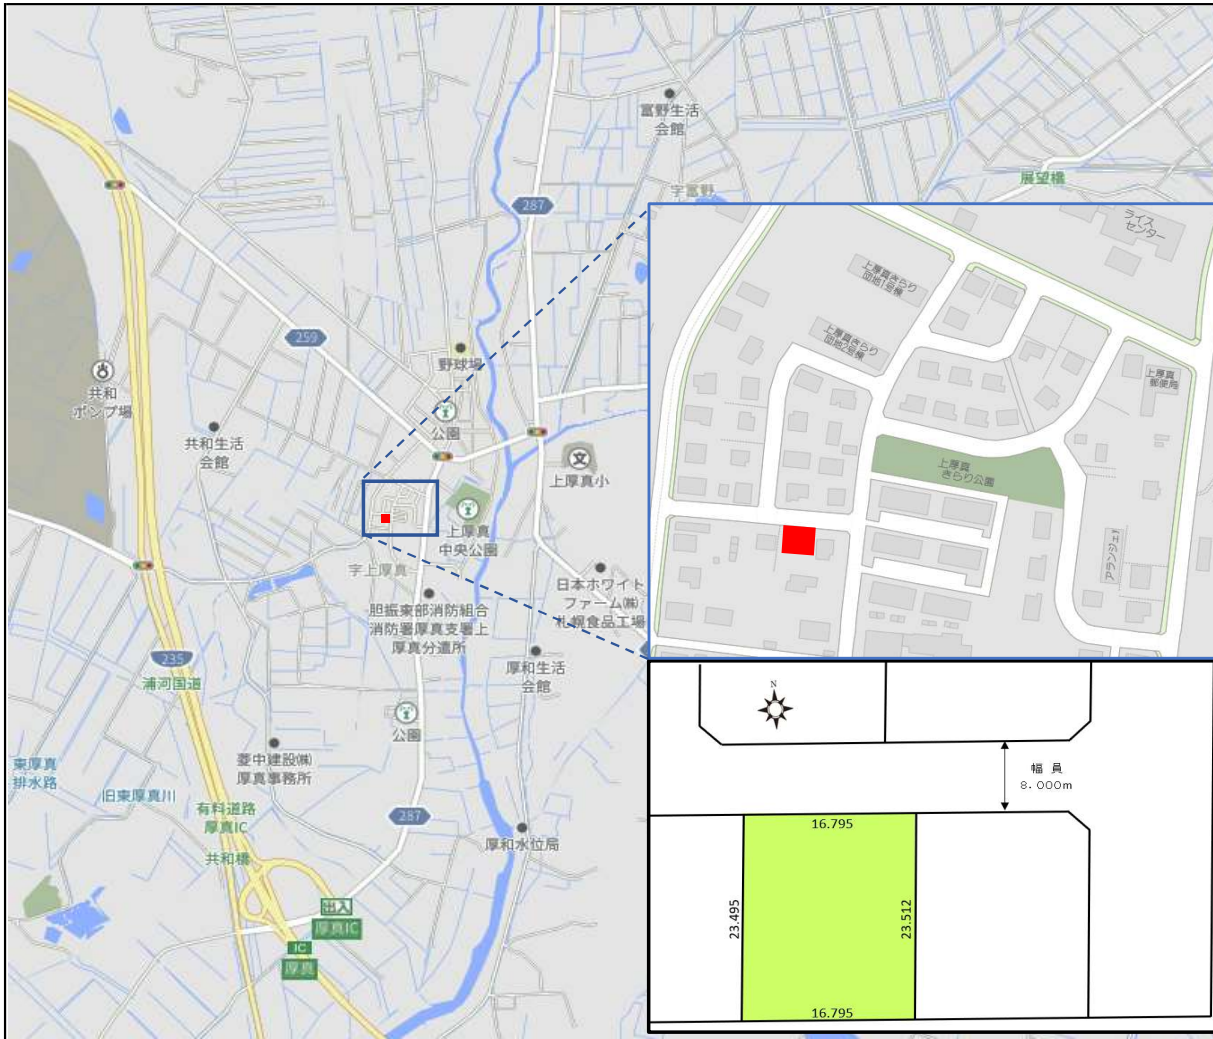 富野生活
会館
展望橋
字富野
287
259
野球場
共和
ポンプ場
公園
共和生活
会館
文
上厚真小
上厚真
中央公園
字上厚真
日本ホワイト
ファーム㈱
札幌食品工場
胆振東部消防組合
消防署厚真支署上
厚真分遣所
235
浦河国道
厚和生活
会館
公園
菱中建設㈱
厚真事務所
東厚真
排水路
旧東厚真川
有料道路
厚真IC
共和橋
287
厚和水位局
出入
厚真IC
IC
厚真
ライス
センター
上厚真きらり
団地1号棟
上厚真きらり
団地2号棟
上厚真
郵便局
上厚真
きらり公園
アランジェⅠ
N
幅 員
8.000m
16.795
23.495
23.512
16.795